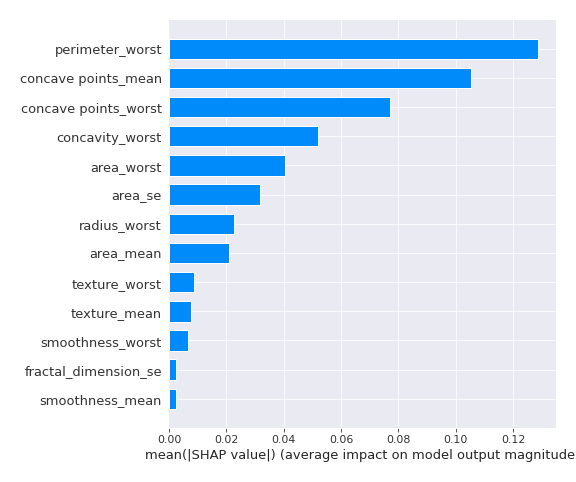 perimeter_worst
concave points_mean
concave points_worst
concavity_worst
area_worst
area_se
radius_worst
area_mean
texture_worst
texture_mean
smoothness_worst
fractal_dimension_se
smoothness_mean
0.00 0.02 0.04 0.06 0.08 0.10 0.12
mean(|SHAP value|) (average impact on model output magnitude